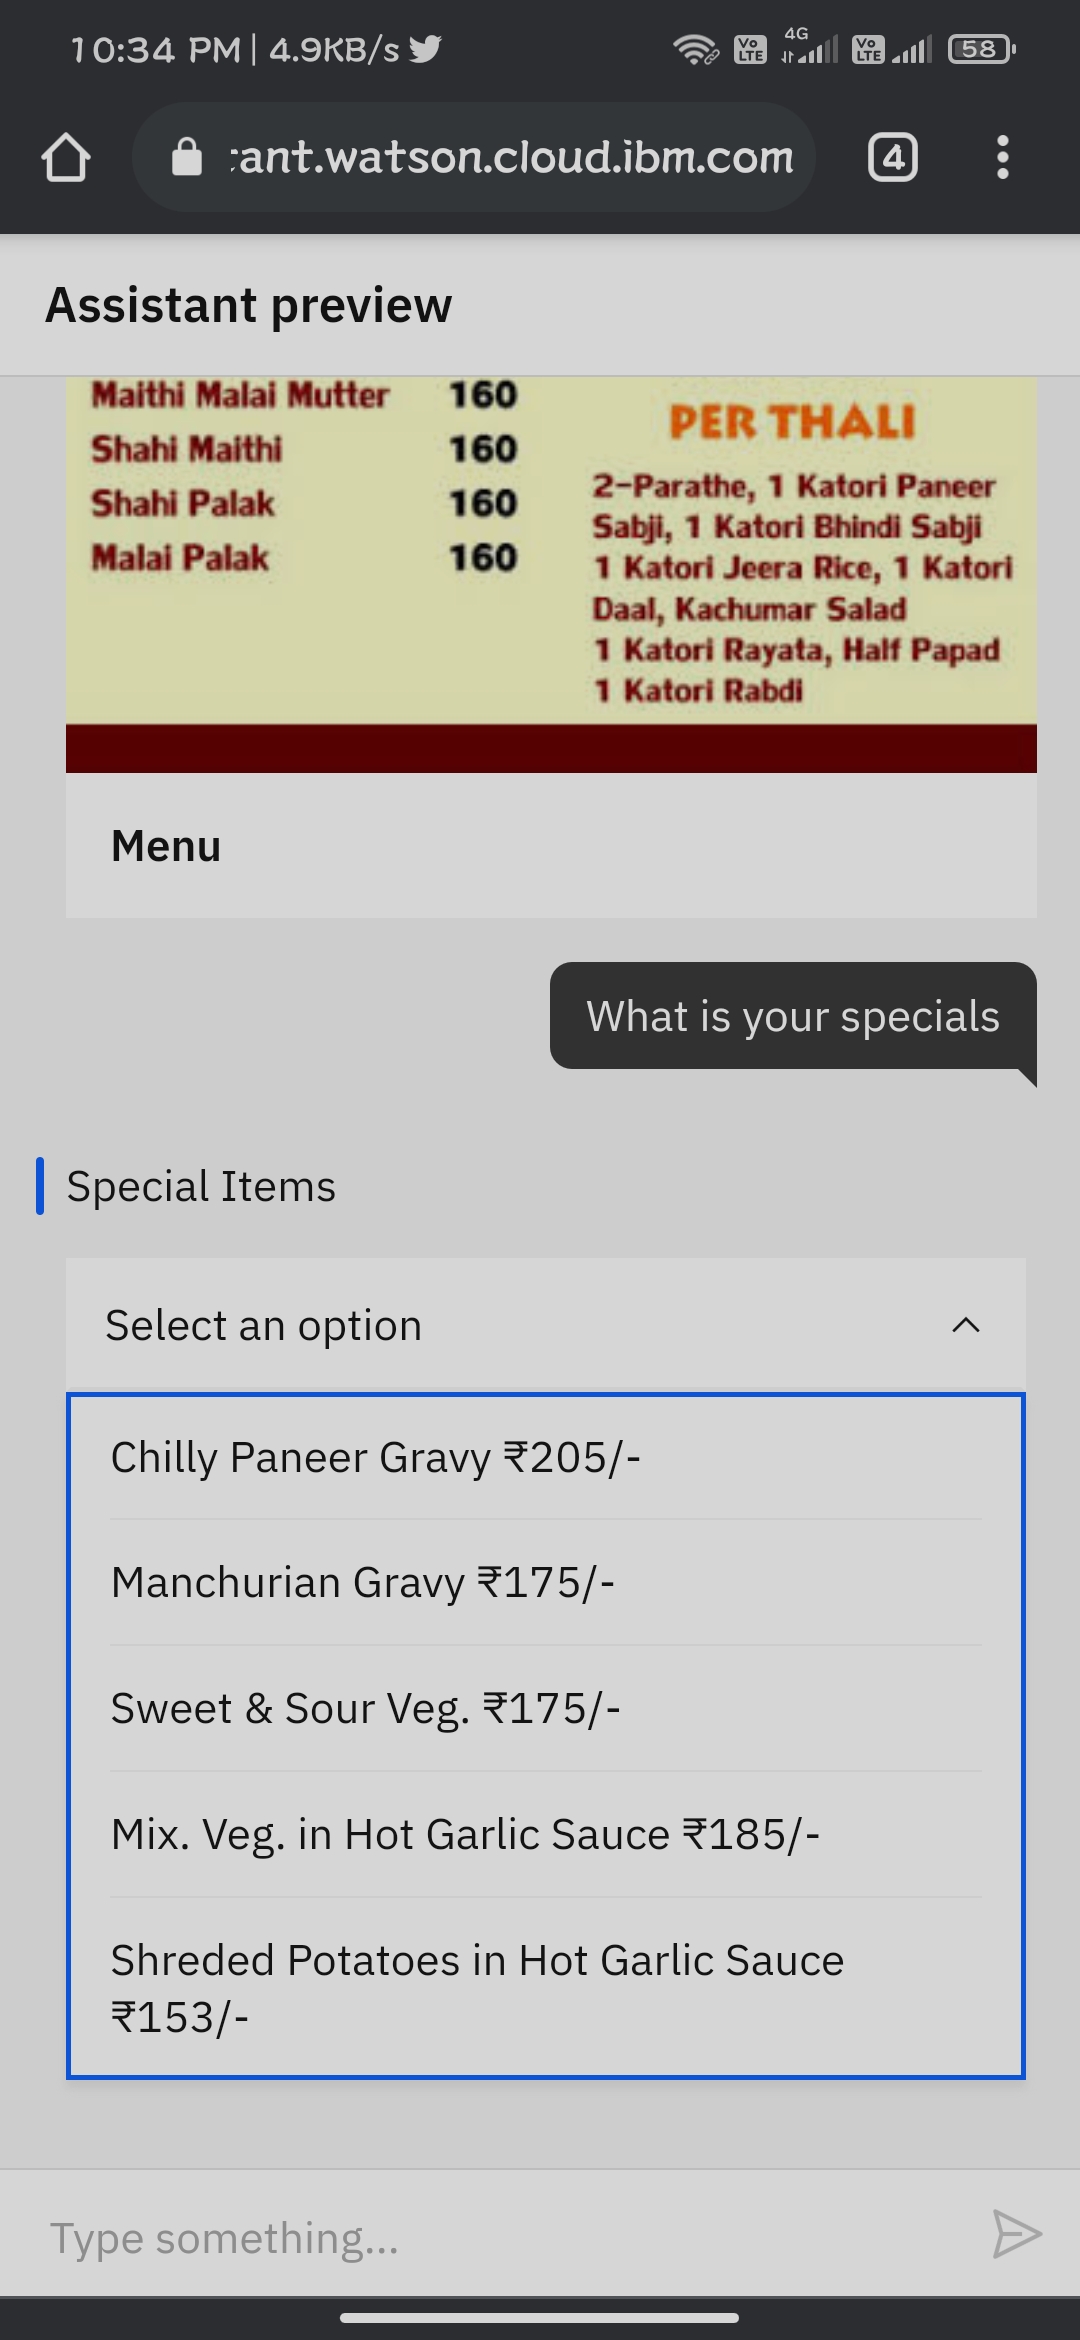 10:34 PM | 4.9KB/s
4G
Vo LTE
Vo LTE
58
ant.watson.cloud.ibm.com
4
Assistant preview
Maithi Malai Mutter 160
Shahi Maithi 160
Shahi Palak 160
Malai Palak 160
PER THALI
2-Parathe, 1 Katori Paneer
Sabji, 1 Katori Bhindi Sabji
1 Katori Jeera Rice, 1 Katori
Daal, Kachumar Salad
1 Katori Rayata, Half Papad
1 Katori Rabdi
Menu
What is your specials
Special Items
Select an option
Chilly Paneer Gravy ₹205/-
Manchurian Gravy ₹175/-
Sweet & Sour Veg. ₹175/-
Mix. Veg. in Hot Garlic Sauce ₹185/-
Shreded Potatoes in Hot Garlic Sauce
₹153/-
Type something...